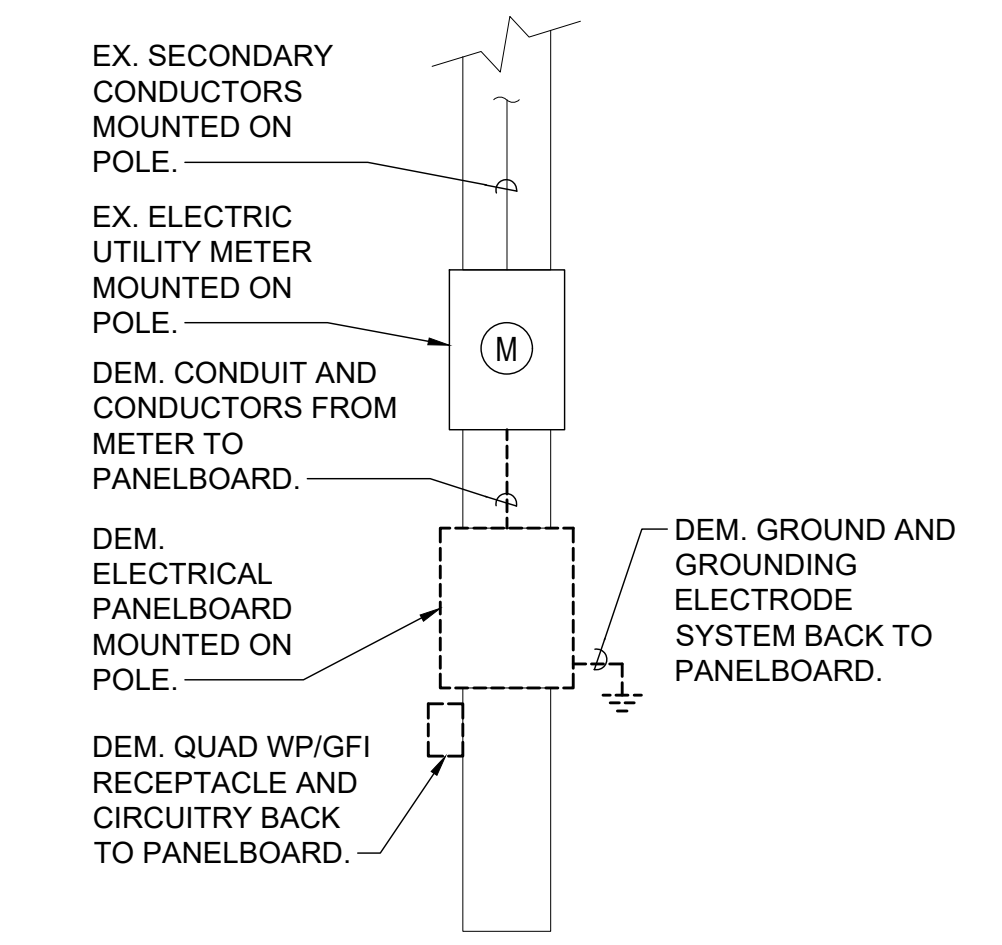 EX. SECONDARY
CONDUCTORS
MOUNTED ON
POLE.
EX. ELECTRIC
UTILITY METER
MOUNTED ON
POLE.
M
DEM. CONDUIT AND
CONDUCTORS FROM
METER TO
PANELBOARD.
DEM.
ELECTRICAL
PANELBOARD
MOUNTED ON
POLE.
DEM. GROUND AND
GROUNDING
ELECTRODE
SYSTEM BACK TO
PANELBOARD.
DEM. QUAD WP/GFI
RECEPTACLE AND
CIRCUITRY BACK
TO PANELBOARD.